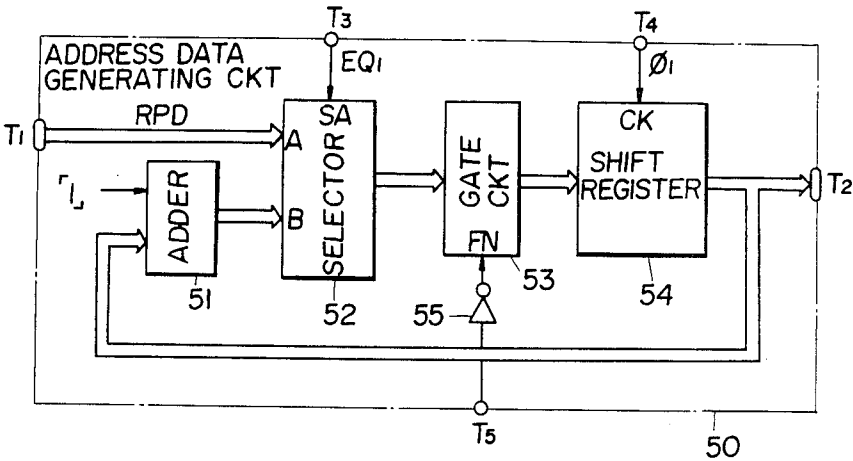 T3
T4
ADDRESS DATA
GENERATING CKT
EQ1
Ø1
RPD
T1
SA
A
B
SELECTOR
GATE
CKT
FN
CK
SHIFT
REGISTER
T2
「1」
ADDER
51
52
53
54
55
T5
50